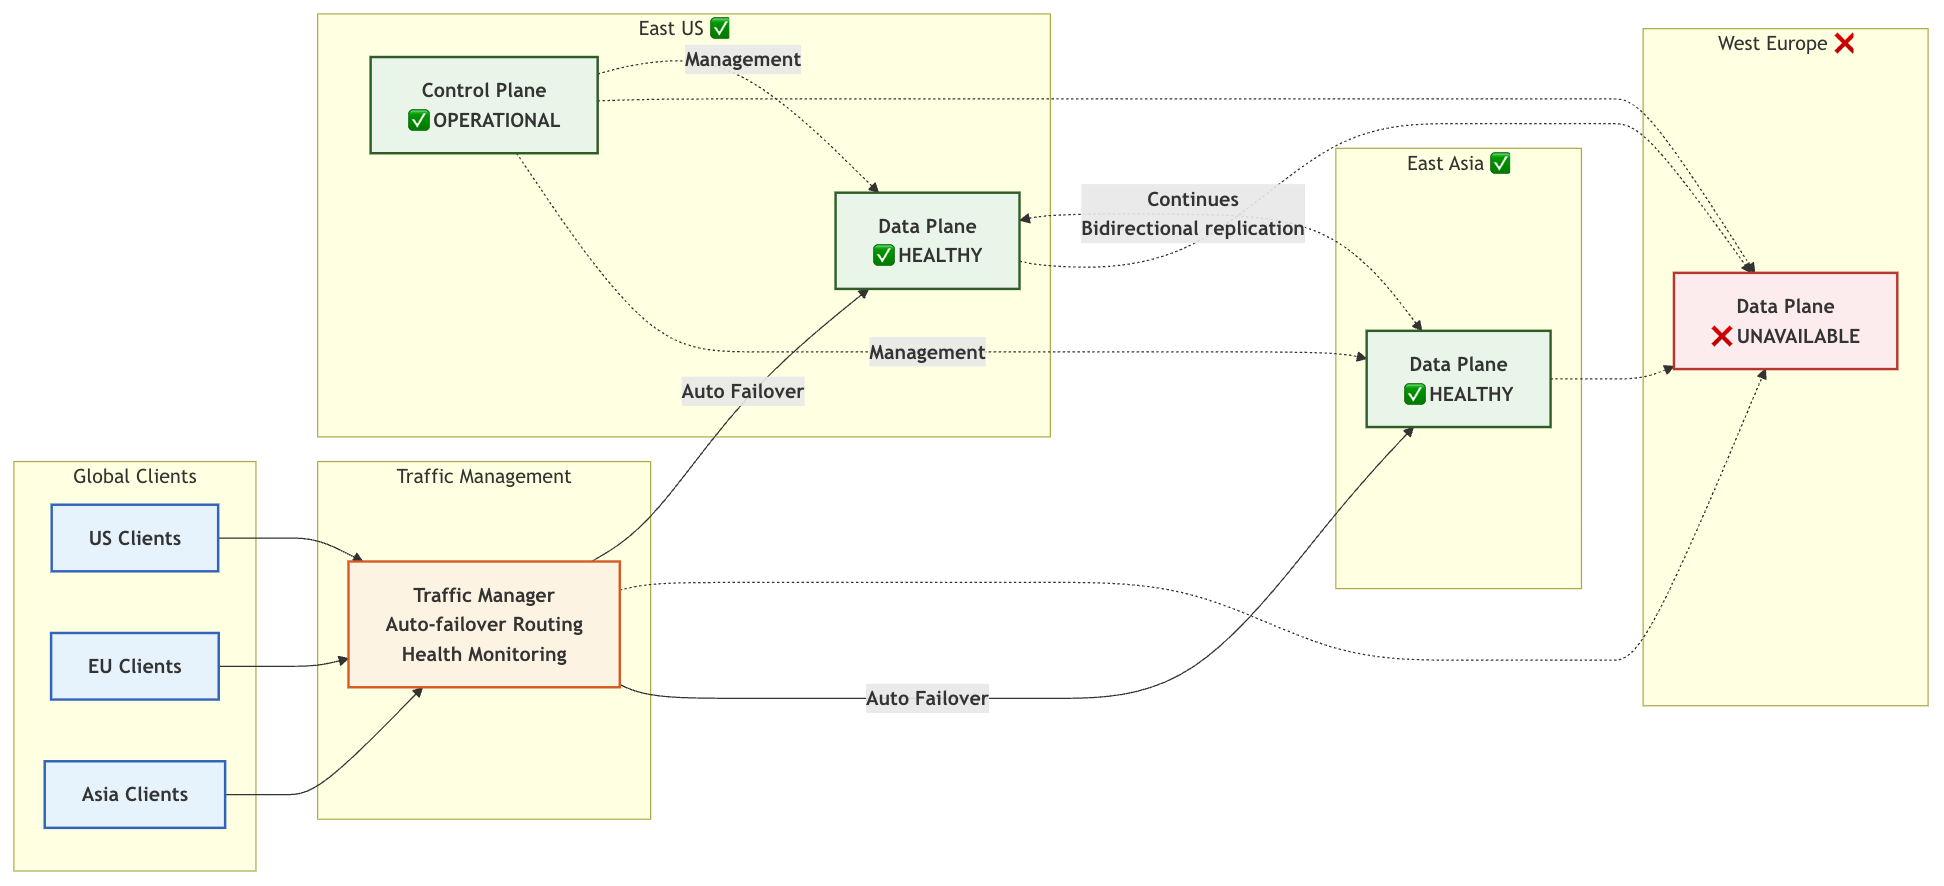 East US ✅
Management
Control Plane
✅ OPERATIONAL
Data Plane
✅ HEALTHY
Continues
Bidirectional replication
Management
Auto Failover
East Asia ✅
Data Plane
✅ HEALTHY
West Europe ❌
Data Plane
❌ UNAVAILABLE
Global Clients
US Clients
EU Clients
Asia Clients
Traffic Management
Traffic Manager
Auto-failover Routing
Health Monitoring
Auto Failover